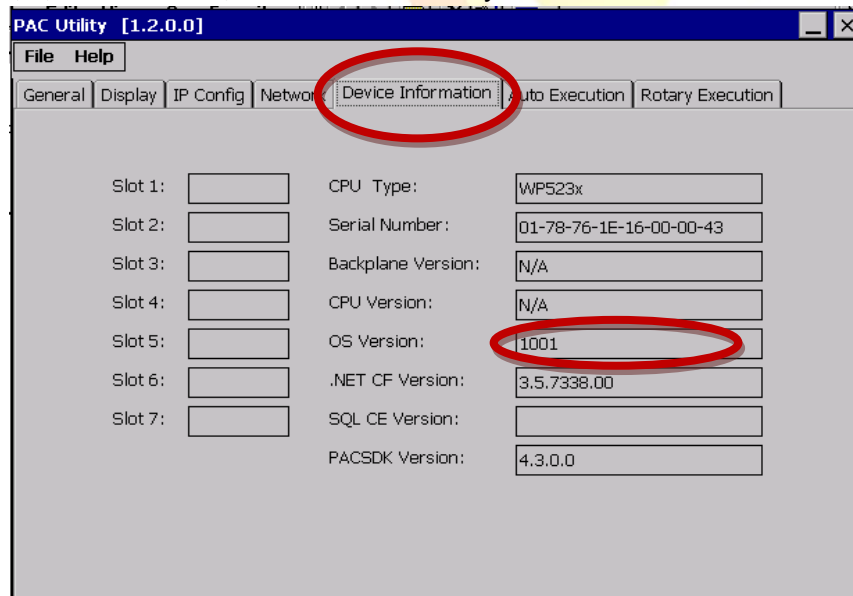 PAC Utility [1.2.0.0]
File Help
General Display IP Config Network Device Information Auto Execution Rotary Execution
Slot 1: CPU Type: WP523x
Slot 2: Serial Number: 01-78-76-1E-16-00-00-43
Slot 3: Backplane Version: N/A
Slot 4: CPU Version: N/A
Slot 5: OS Version: 1001
Slot 6: .NET CF Version: 3.5.7338.00
Slot 7: SQL CE Version:
PACSDK Version: 4.3.0.0